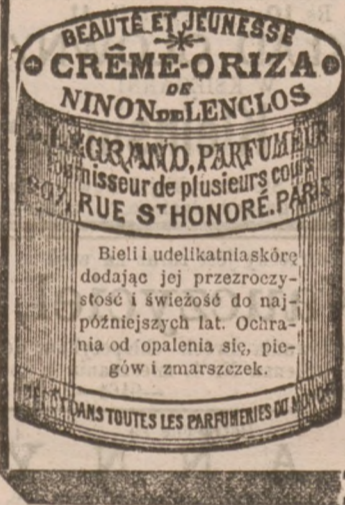 BEAUTÉ ET JEUNESSE
CRÊME-ORIZA
DE
NINON DE LENCLOS
L. LEGRAND, PARFUMEUR
Fournisseur de plusieurs cours
207, RUE ST HONORÉ. PARIS
Bieli i udelikatnia skórę
dodając jej przezroczy-
stość i świeżość do naj-
późniejszych lat. Ochra-
nia od opalenia się, pie-
gów i zmarszczek.
DANS TOUTES LES PARFUMERIES DU MONDE